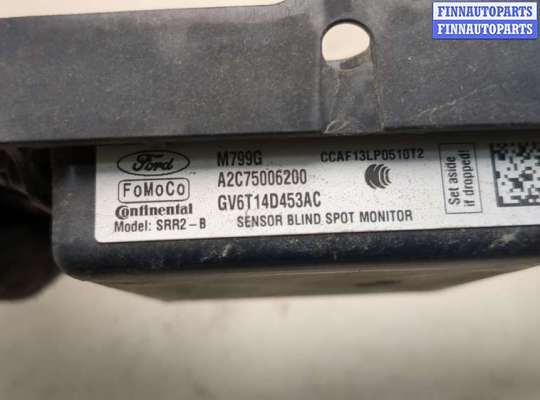 FINNAUTOPARTS
FINNAUTOPARTS
Ford
M799G
CCAF13LP0510T2
FoMoCo
A2C75006200
Continental
GV6T14D453AC
Model: SRR2-B
SENSOR BLIND SPOT MONITOR
Set aside
if dropped!